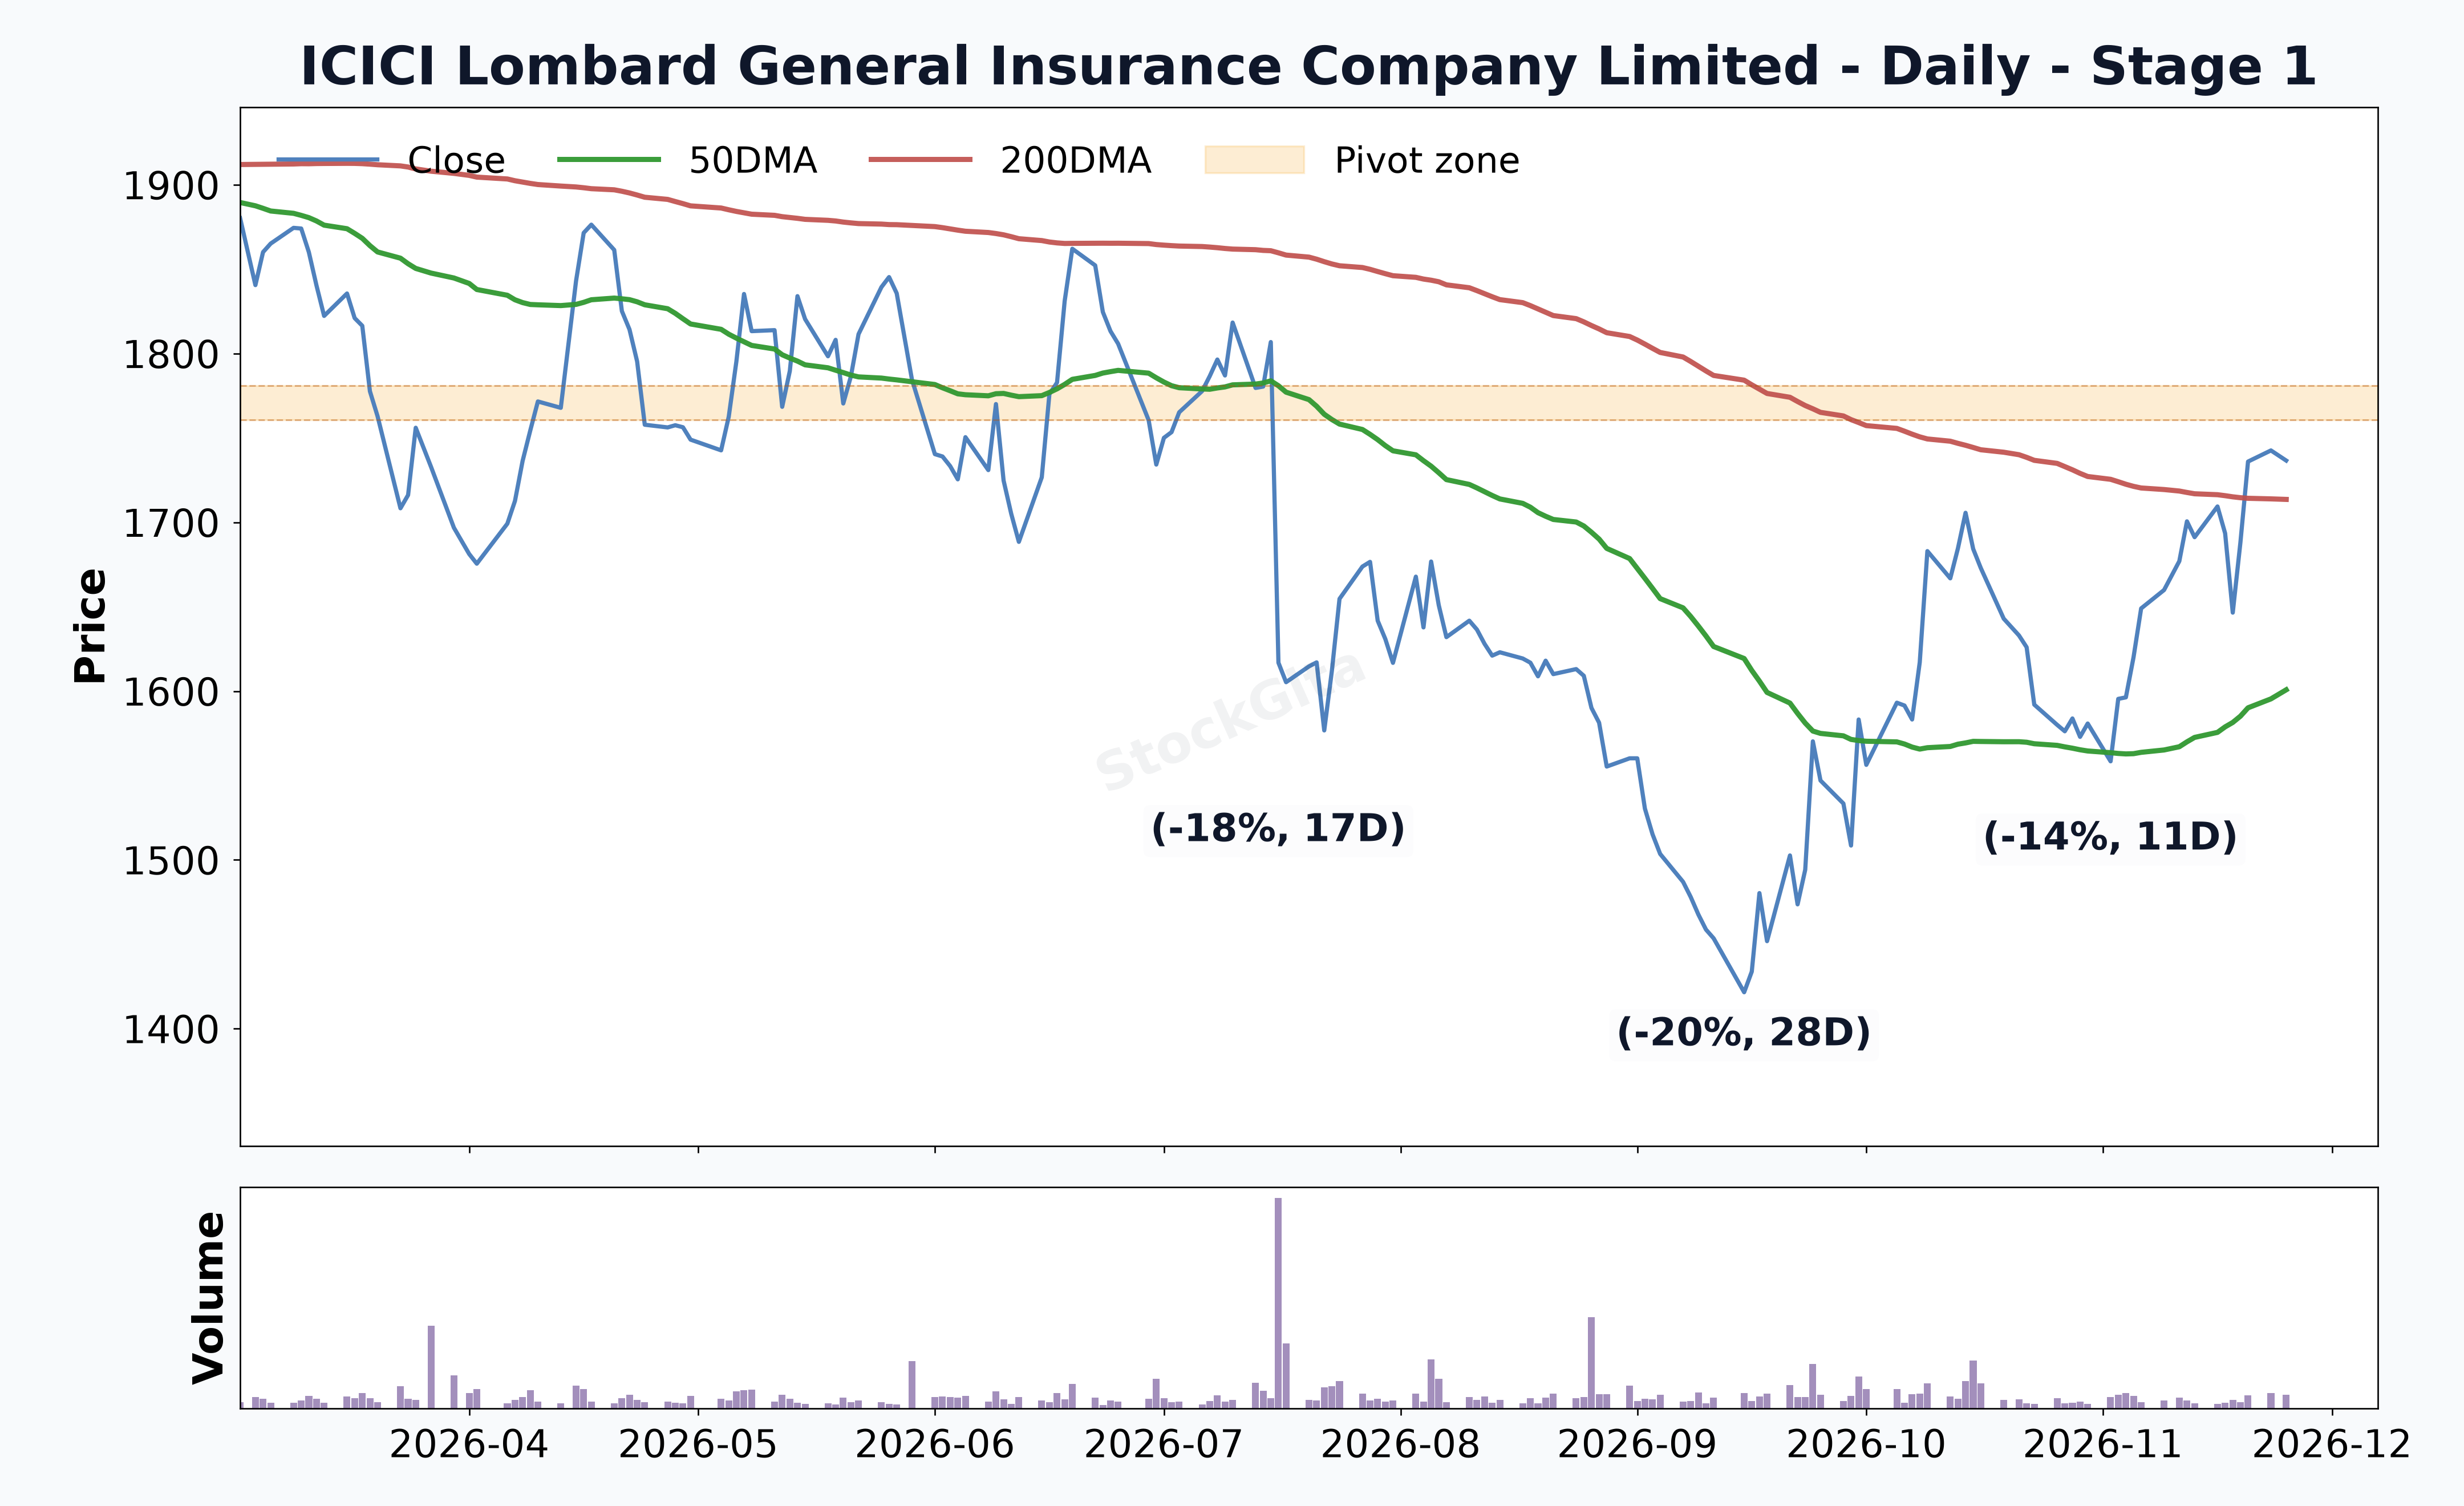 ICICI Lombard General Insurance Company Limited - Daily - Stage 1
Close 50DMA 200DMA Pivot zone
1900
1800
1700
1600
1500
1400
Price
StockGita
(-18%, 17D)
(-14%, 11D)
(-20%, 28D)
Volume
2026-04 2026-05 2026-06 2026-07 2026-08 2026-09 2026-10 2026-11 2026-12